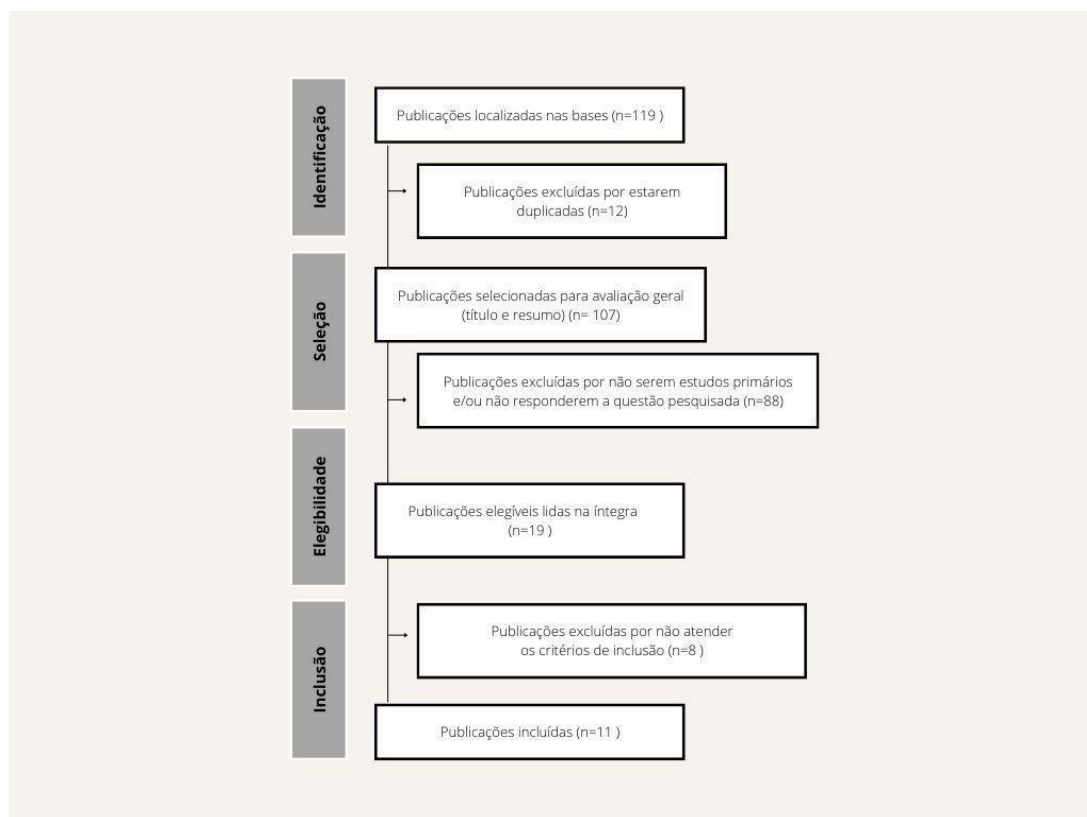 Identificação
Publicações localizadas nas bases (n=119 )
Publicações excluídas por estarem
duplicadas (n=12)
Seleção
Publicações selecionadas para avaliação geral
(título e resumo) (n= 107)
Publicações excluídas por não serem estudos primários
e/ou não responderem a questão pesquisada (n=88)
Elegibilidade
Publicações elegíveis lidas na íntegra
(n=19 )
Inclusão
Publicações excluídas por não atender
os critérios de inclusão (n=8 )
Publicações incluídas (n=11 )